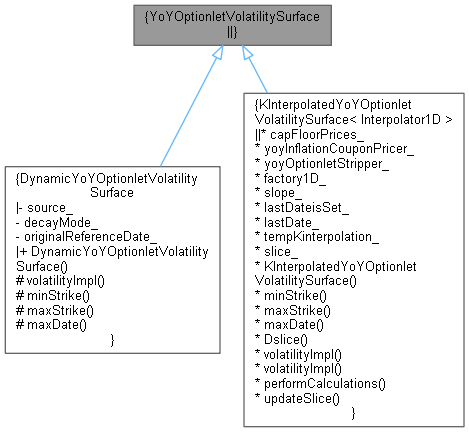 {YoYOptionletVolatilitySurface
||}
{DynamicYoYOptionletVolatility
Surface
|- source_
- decayMode_
- originalReferenceDate_
|+ DynamicYoYOptionletVolatility
Surface()
# volatilityImpl()
# minStrike()
# maxStrike()
# maxDate()
}
{KInterpolatedYoYOptionlet
VolatilitySurface< Interpolator1D >
||* capFloorPrices_
* yoyInflationCouponPricer_
* yoyOptionletStripper_
* factory1D_
* slope_
* lastDateisSet_
* lastDate_
* tempKinterpolation_
* slice_
* KInterpolatedYoYOptionlet
VolatilitySurface()
* minStrike()
* maxStrike()
* maxDate()
* Dslice()
* volatilityImpl()
* volatilityImpl()
* performCalculations()
* updateSlice()
}